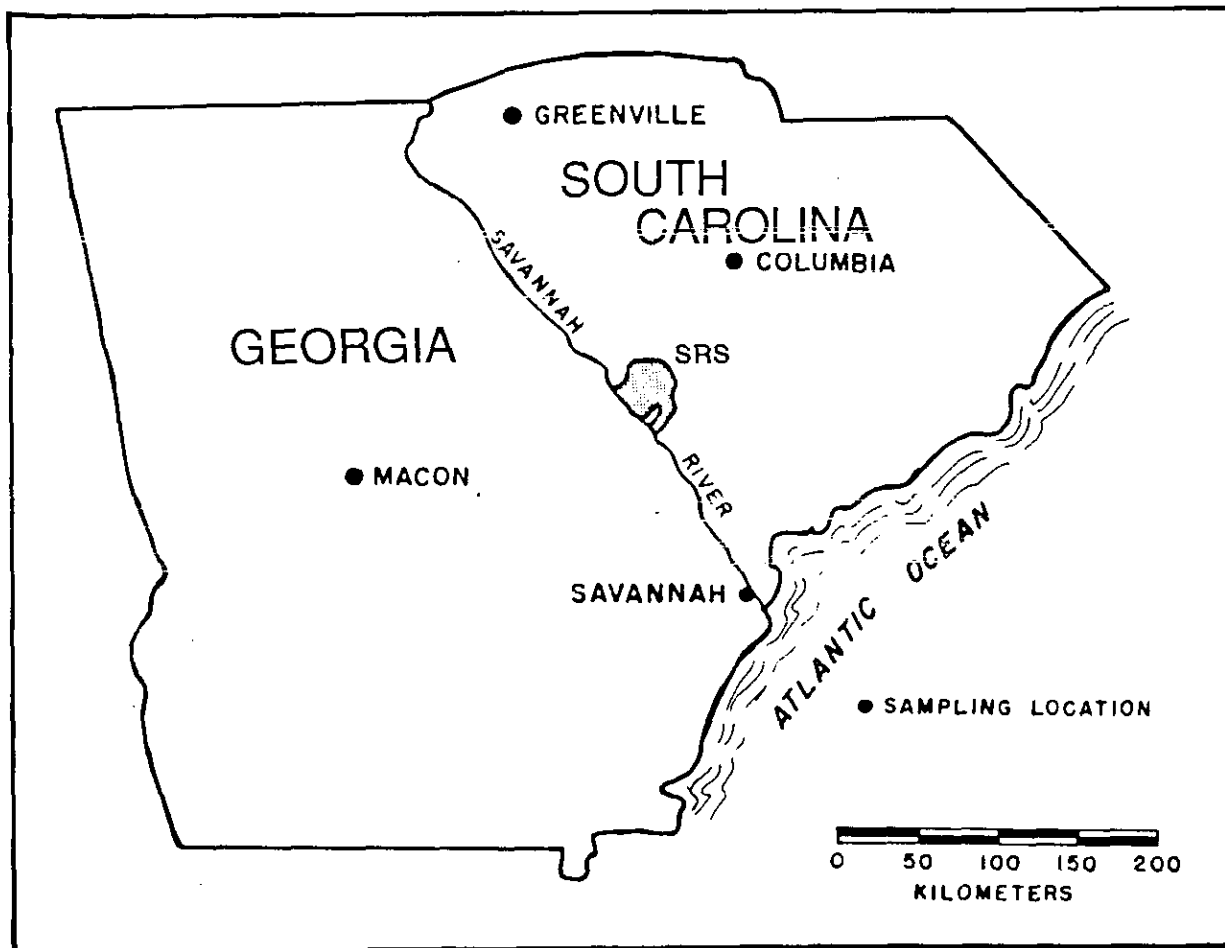 GREENVILLE
SOUTH
CAROLINA
COLUMBIA
SAVANNAH
GEORGIA
SRS
MACON
RIVER
SAVANNAH
ATLANTIC OCEAN
SAMPLING LOCATION
0 50 100 150 200
KILOMETERS